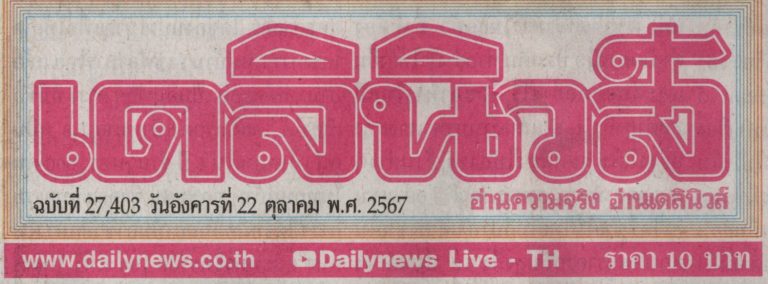 เดลินิวส์
ฉบับที่ 27,403 วันอังคารที่ 22 ตุลาคม พ.ศ. 2567 อ่านความจริง อ่านเดลินิวส์
www.dailynews.co.th Dailynews Live - TH ราคา 10 บาท